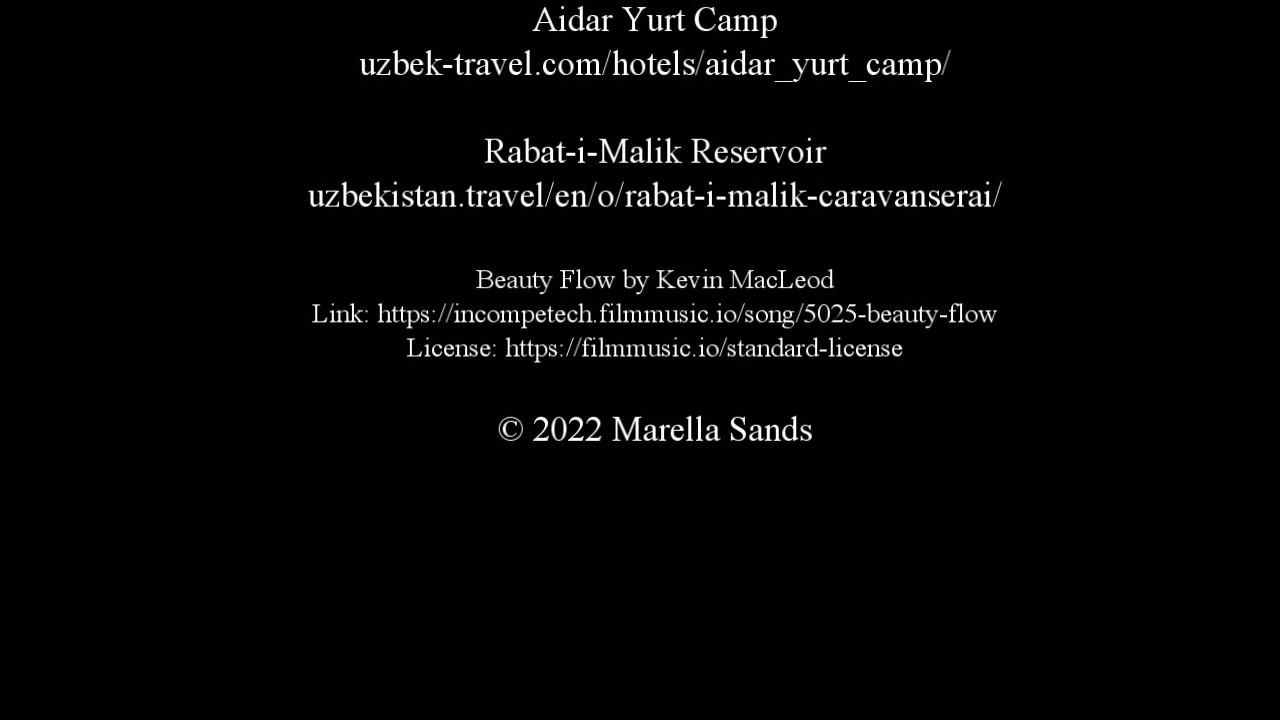 Aidar Yurt Camp
uzbek-travel.com/hotels/aidar_yurt_camp/
Rabat-i-Malik Reservoir
uzbekistan.travel/en/o/rabat-i-malik-caravanserai/
Beauty Flow by Kevin MacLeod
Link: https://incompetech.filmmusic.io/song/5025-beauty-flow
License: https://filmmusic.io/standard-license
© 2022 Marella Sands